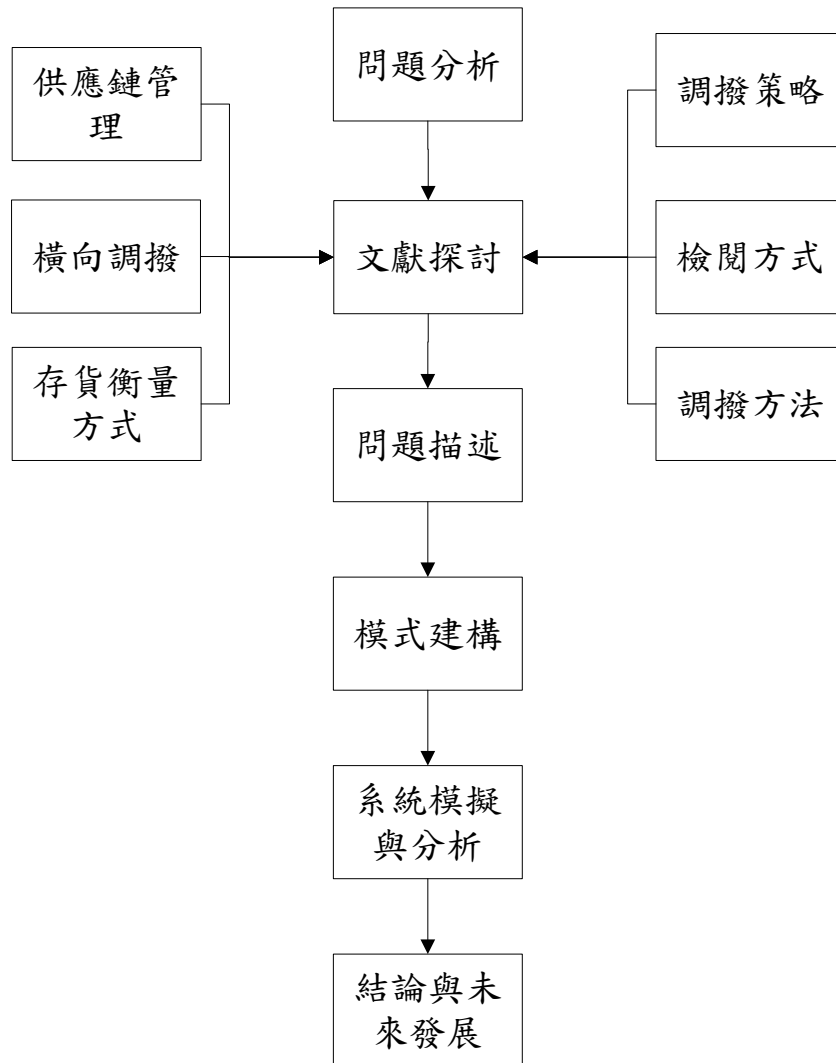 問題分析
供應鏈管
理
調撥策略
橫向調撥
文獻探討
檢閱方式
存貨衡量
方式
調撥方法
問題描述
模式建構
系統模擬
與分析
結論與未
來發展